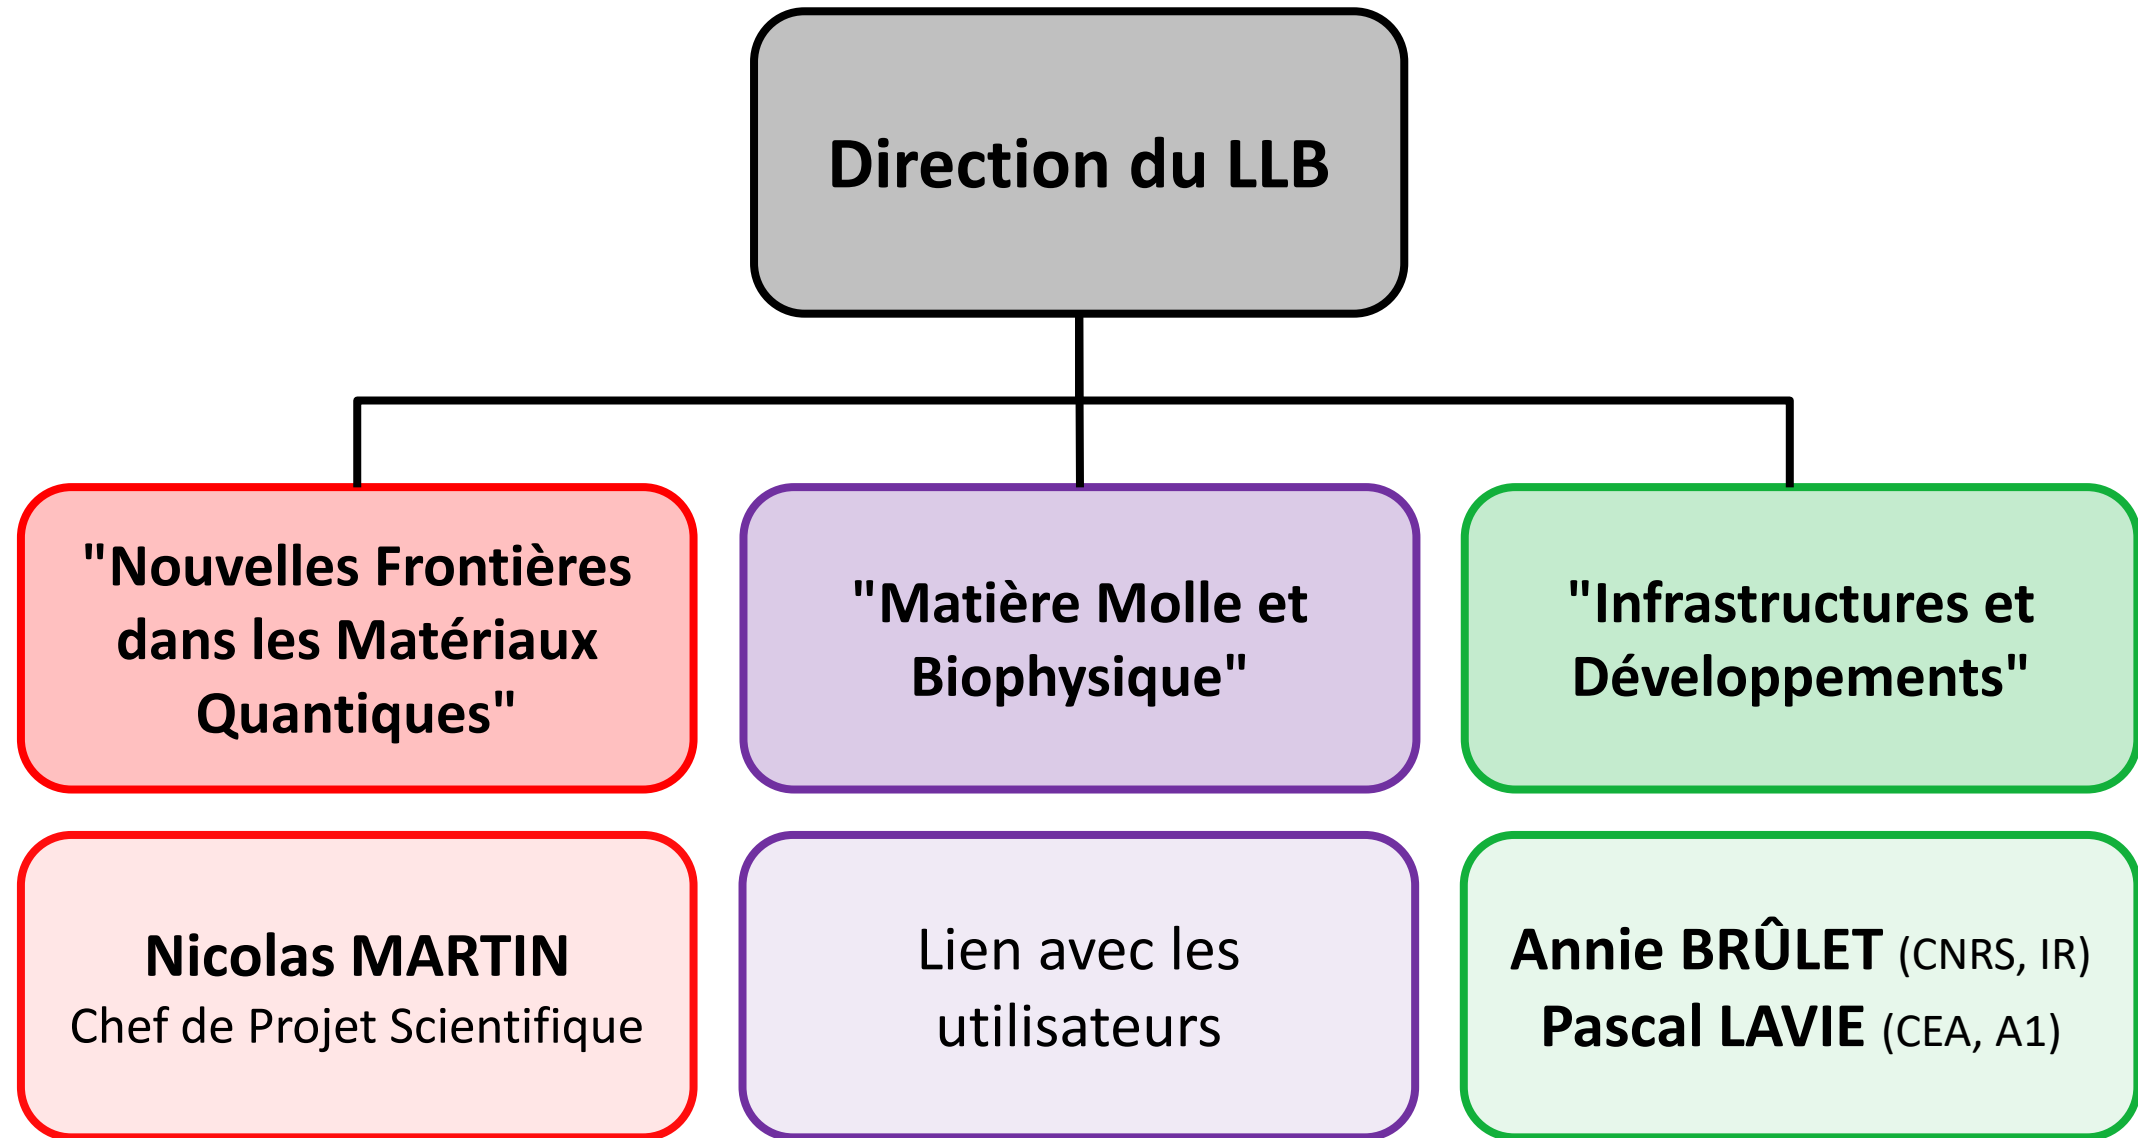 Direction du LLB
"Nouvelles Frontières
dans les Matériaux
Quantiques"
"Matière Molle et
Biophysique"
"Infrastructures et
Développements"
Nicolas MARTIN
Chef de Projet Scientifique
Lien avec les
utilisateurs
Annie BRÛLET (CNRS, IR)
Pascal LAVIE (CEA, A1)